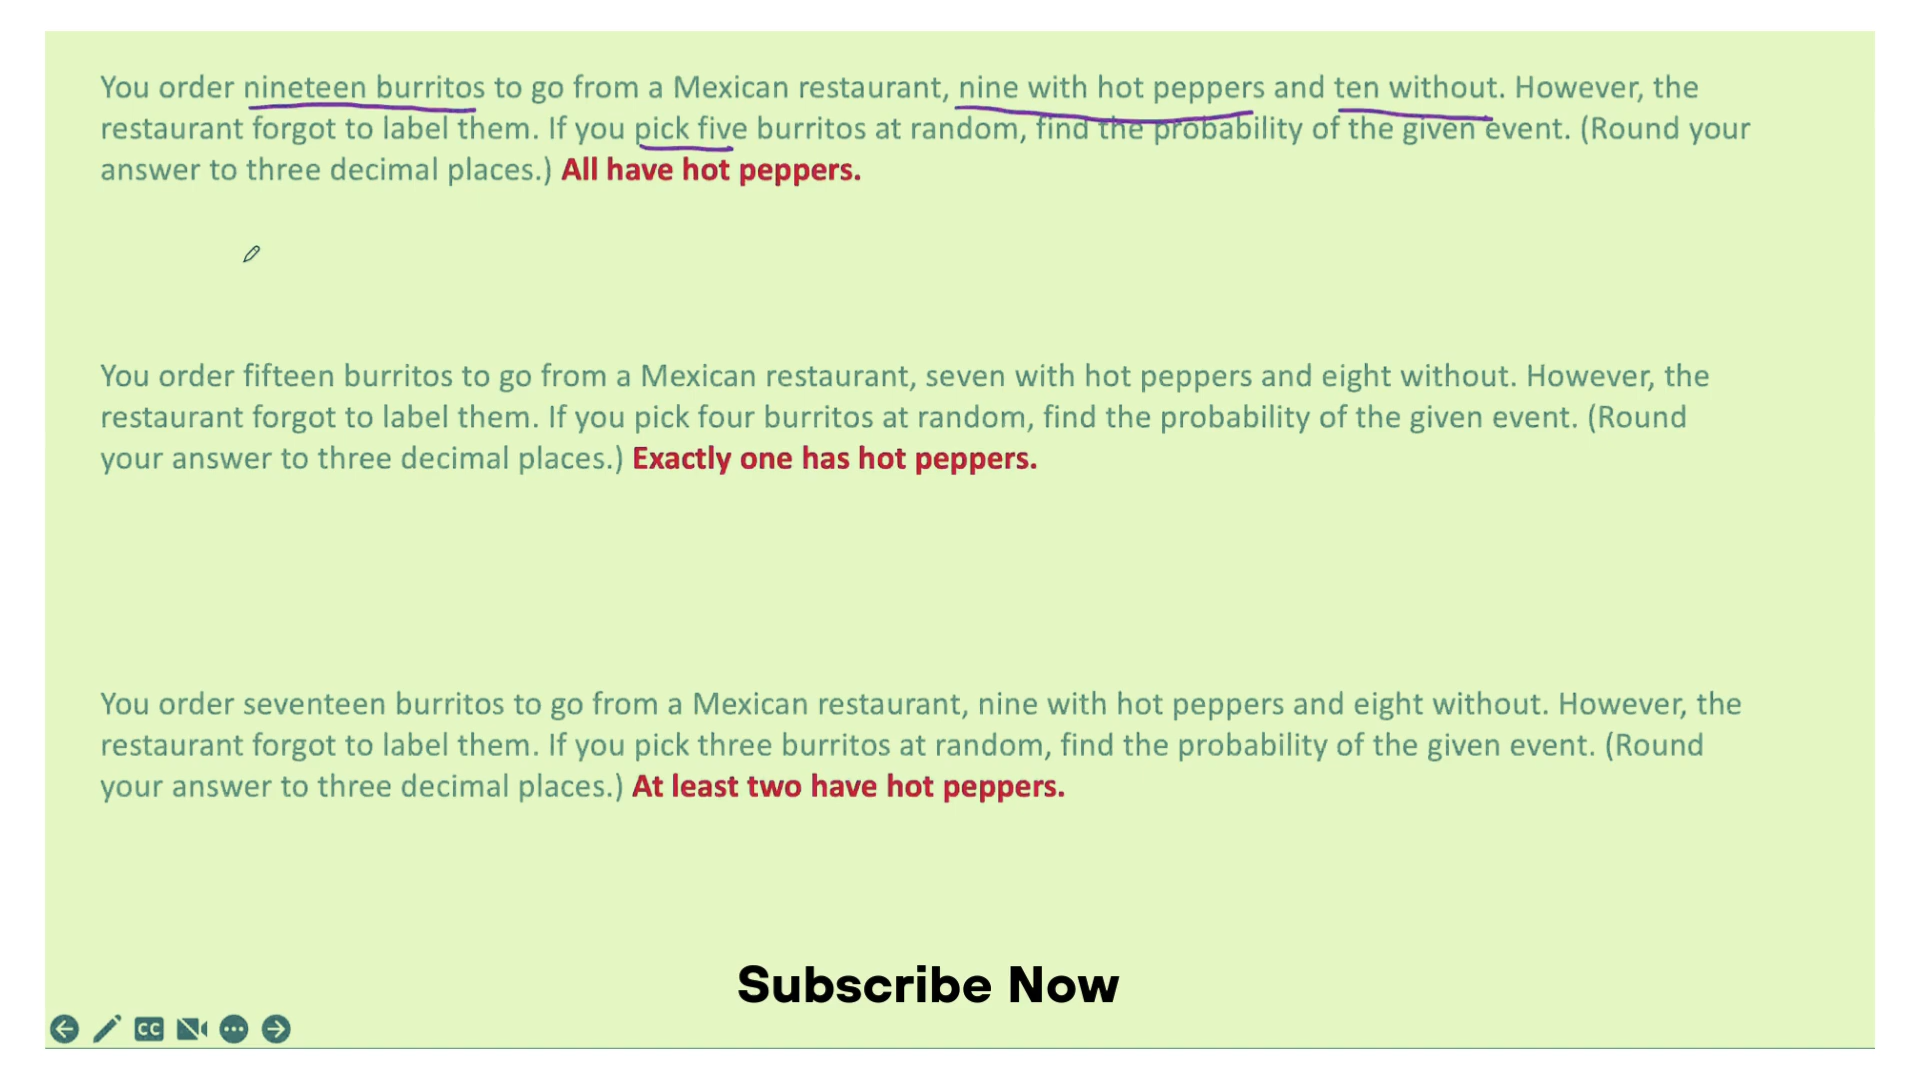 You order nineteen burritos to go from a Mexican restaurant, nine with hot peppers and ten without. However, the
restaurant forgot to label them. If you pick five burritos at random, find the probability of the given event. (Round your
answer to three decimal places.) All have hot peppers.
You order fifteen burritos to go from a Mexican restaurant, seven with hot peppers and eight without. However, the
restaurant forgot to label them. If you pick four burritos at random, find the probability of the given event. (Round
your answer to three decimal places.) Exactly one has hot peppers.
You order seventeen burritos to go from a Mexican restaurant, nine with hot peppers and eight without. However, the
restaurant forgot to label them. If you pick three burritos at random, find the probability of the given event. (Round
your answer to three decimal places.) At least two have hot peppers.
Subscribe Now
CC